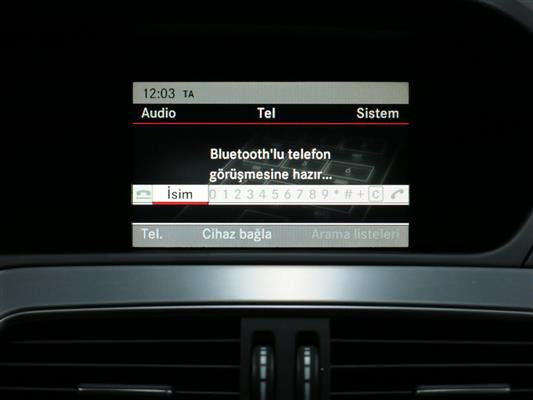 12:03 TA
Audio Tel Sistem
Bluetooth'lu telefon
görüşmesine hazır...
İsim 0 1 2 3 4 5 6 7 8 9 * # + C
Tel. Cihaz bağla Arama listeleri